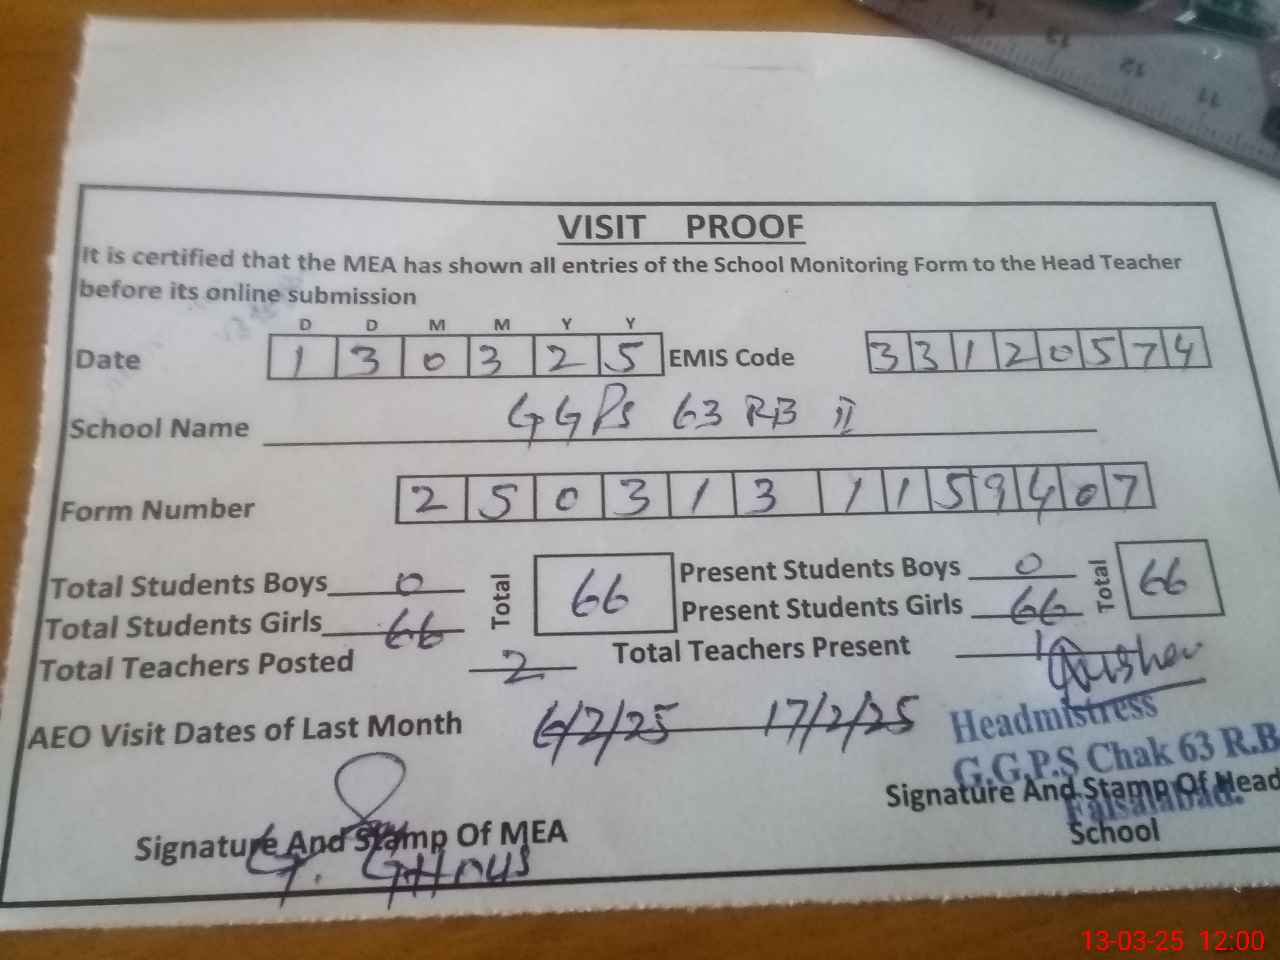 14 13 12 11
VISIT PROOF
It is certified that the MEA has shown all entries of the School Monitoring Form to the Head Teacher
before its online submission
D D M M Y Y
Date 1 3 0 3 2 5 EMIS Code 3 3 1 2 0 5 7 4
School Name GGPS 63 RB II
Form Number 2 5 0 3 1 3 1 1 5 9 4 0 7
Total Students Boys 0 Total 66 Present Students Boys 0 Total 66
Total Students Girls 66 Present Students Girls 66
Total Teachers Posted 2 Total Teachers Present 1
AEO Visit Dates of Last Month 6/2/25 17/2/25
Headmistress
G.G.P.S Chak 63 R.B
Faisalabad.
Signature And Stamp Of MEA
Signature And Stamp Of Head
School
13-03-25 12:00